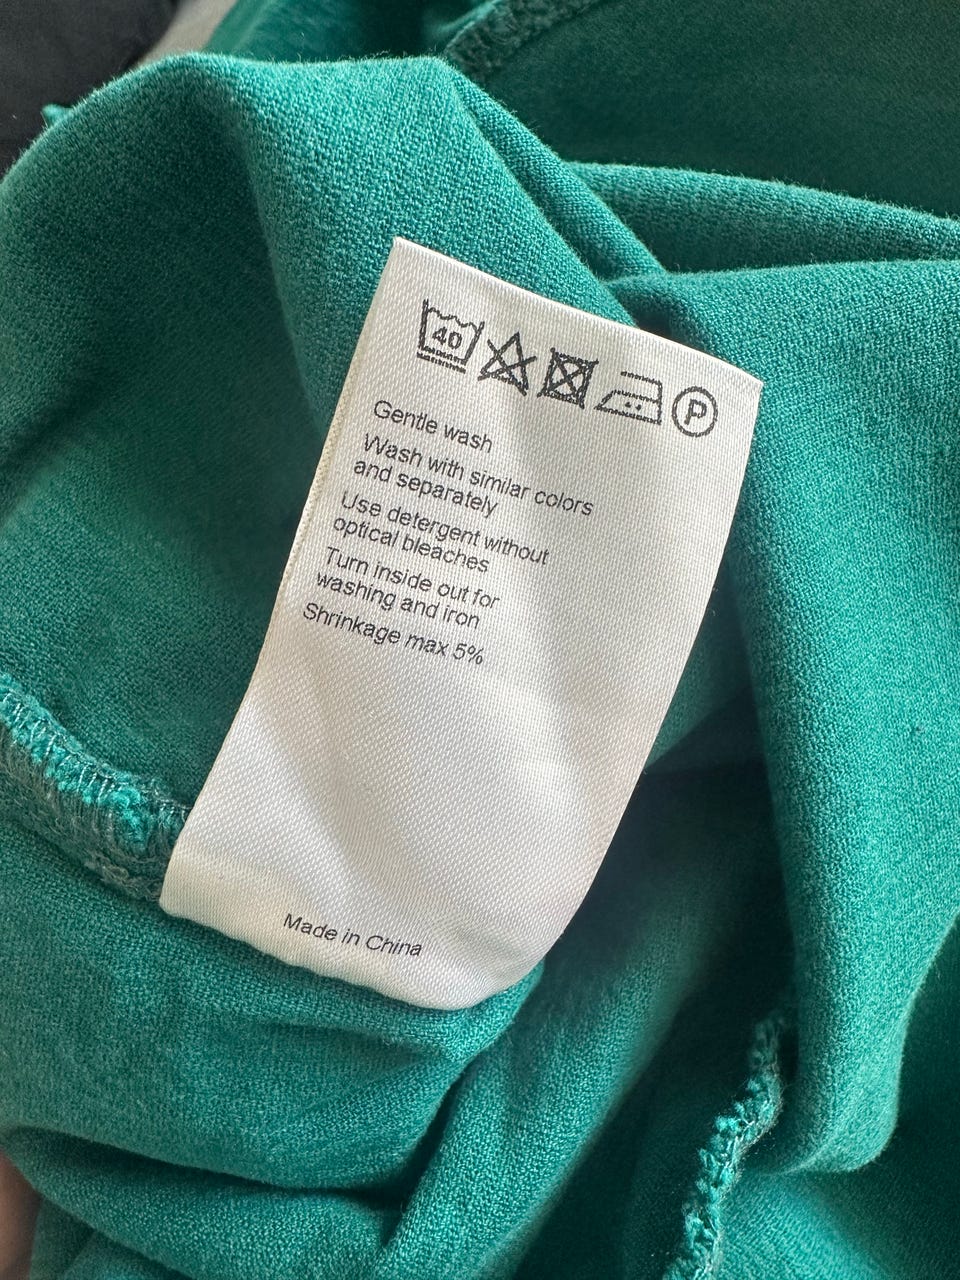 40 P
Gentle wash
Wash with similar colors
and separately
Use detergent without
optical bleaches
Turn inside out for
washing and iron
Shrinkage max 5%
Made in China